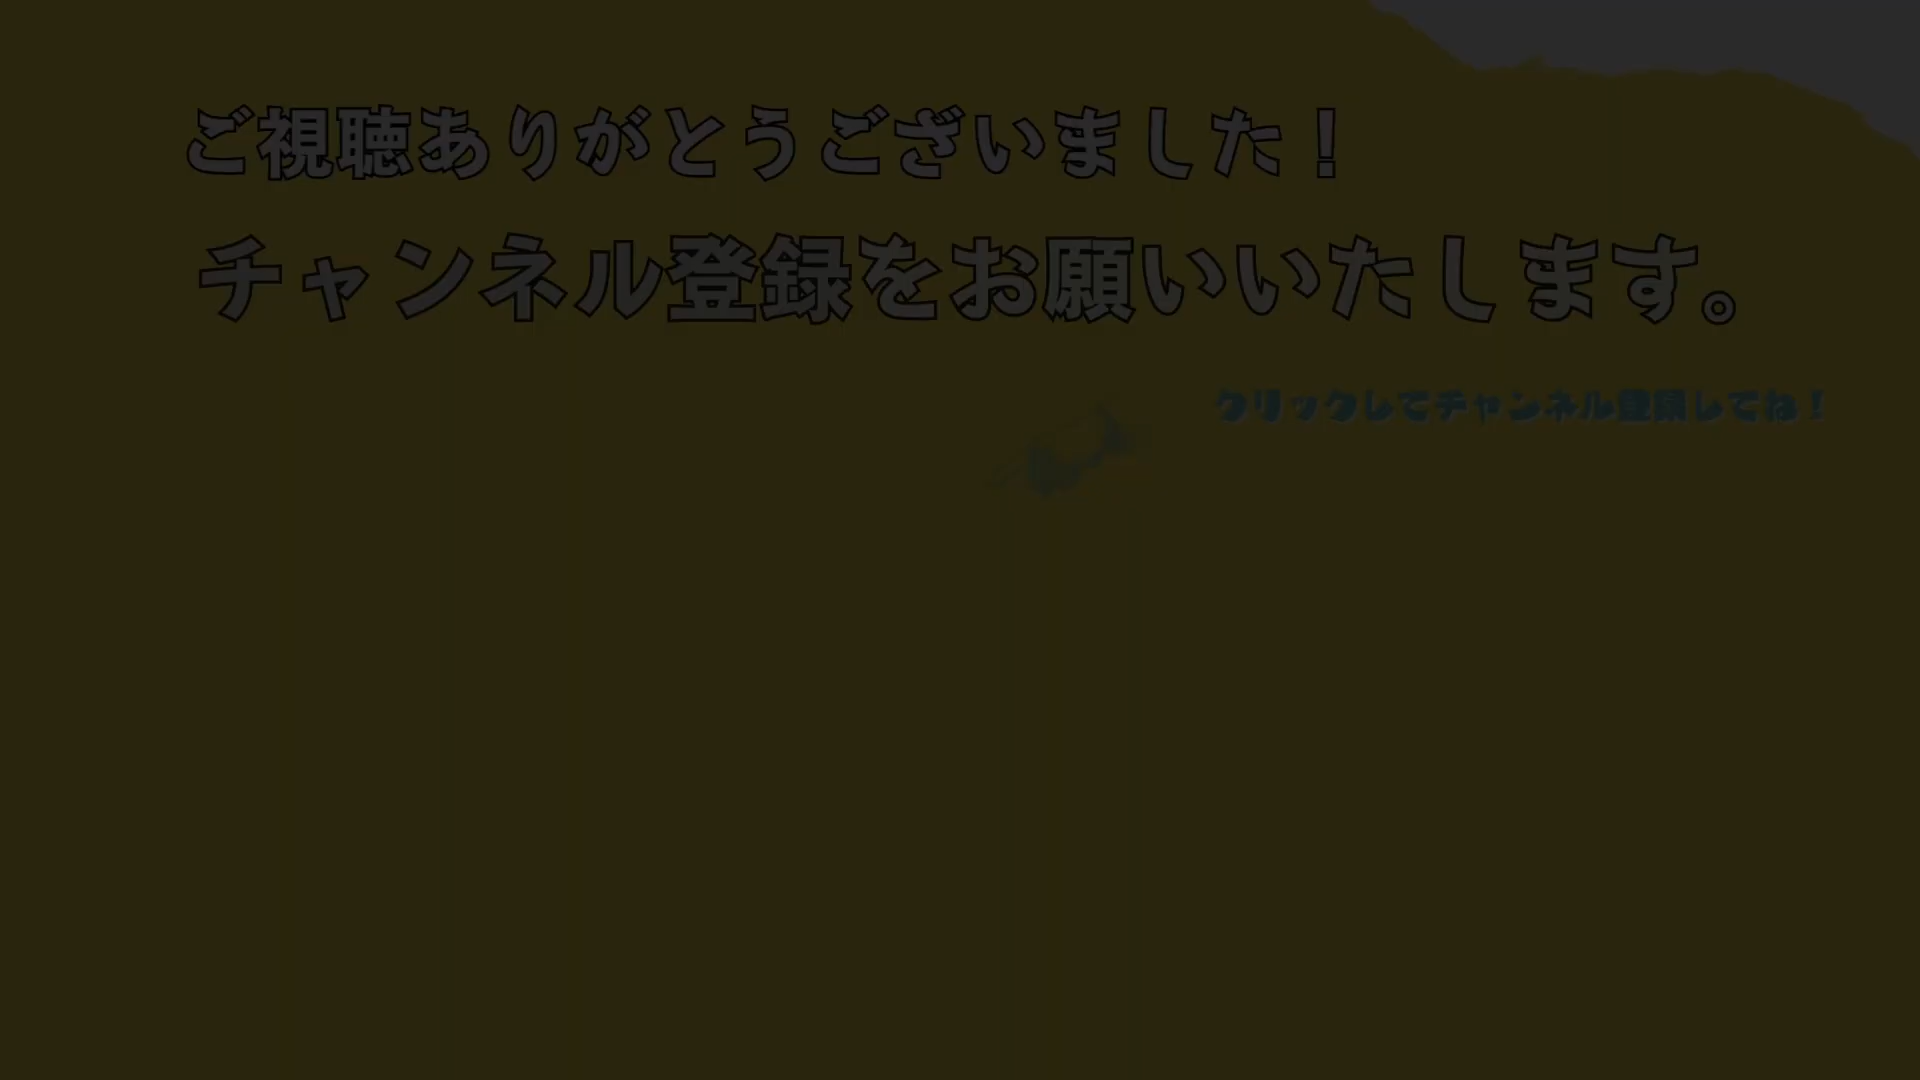 ご視聴ありがとうございました！
チャンネル登録をお願いいたします。
クリックしてチャンネル登録してね！